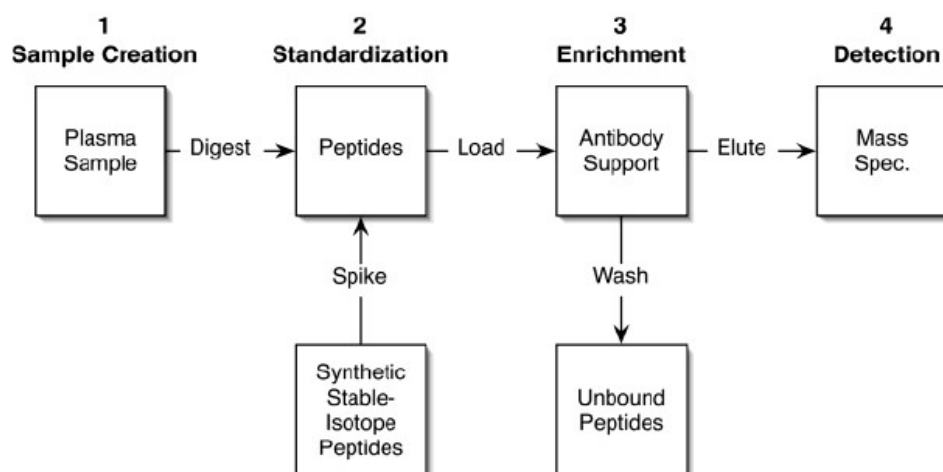 1
Sample Creation
2
Standardization
3
Enrichment
4
Detection
Plasma
Sample
Digest
Peptides
Load
Antibody
Support
Elute
Mass
Spec.
Spike
Wash
Synthetic
Stable-
Isotope
Peptides
Unbound
Peptides